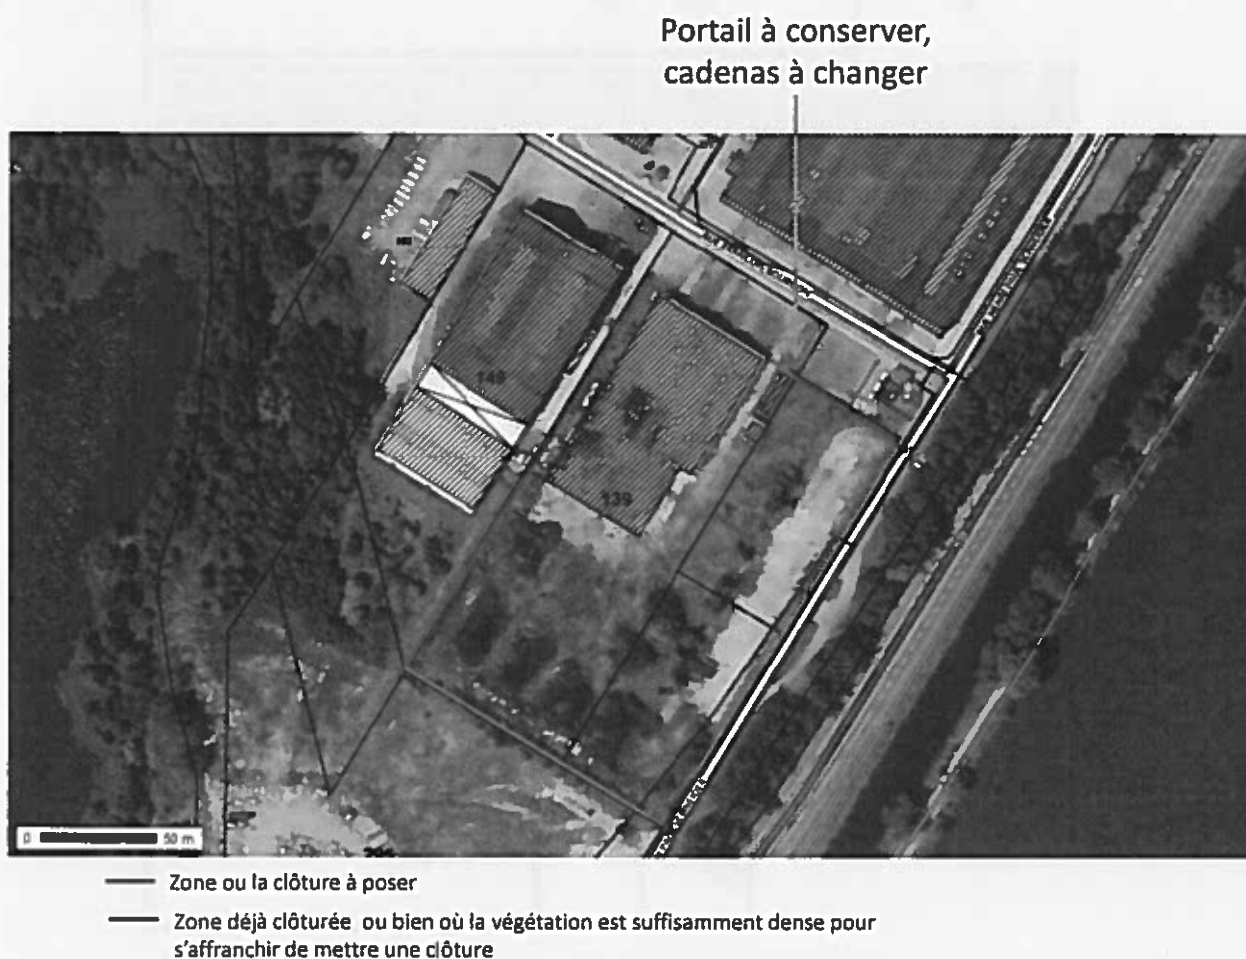 Portail à conserver,
cadenas à changer
139
0 50 m
Zone ou la clôture à poser
Zone déjà clôturée ou bien où la végétation est suffisamment dense pour
s'affranchir de mettre une clôture